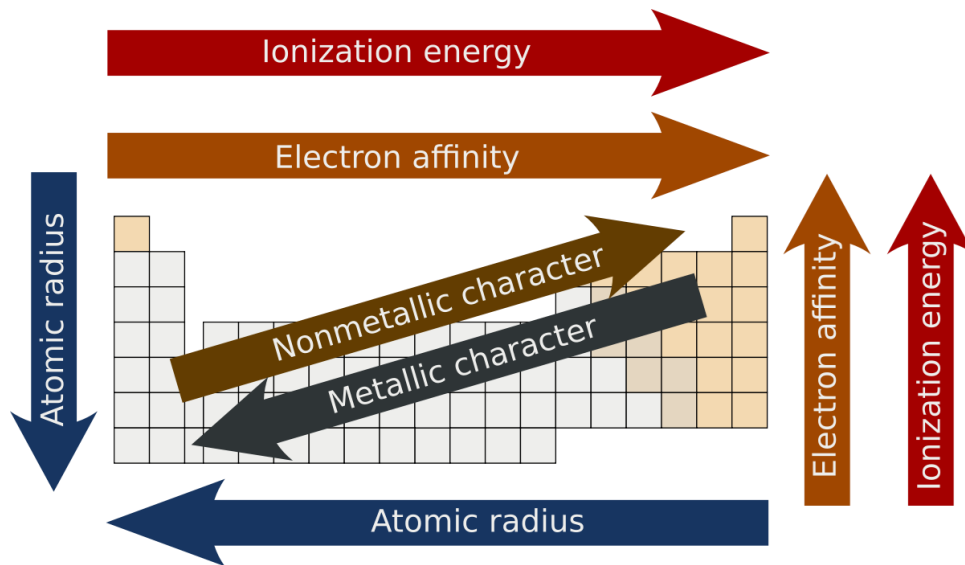 Ionization energy
Electron affinity
Atomic radius
Nonmetallic character
Metallic character
Electron affinity
Ionization energy
Atomic radius